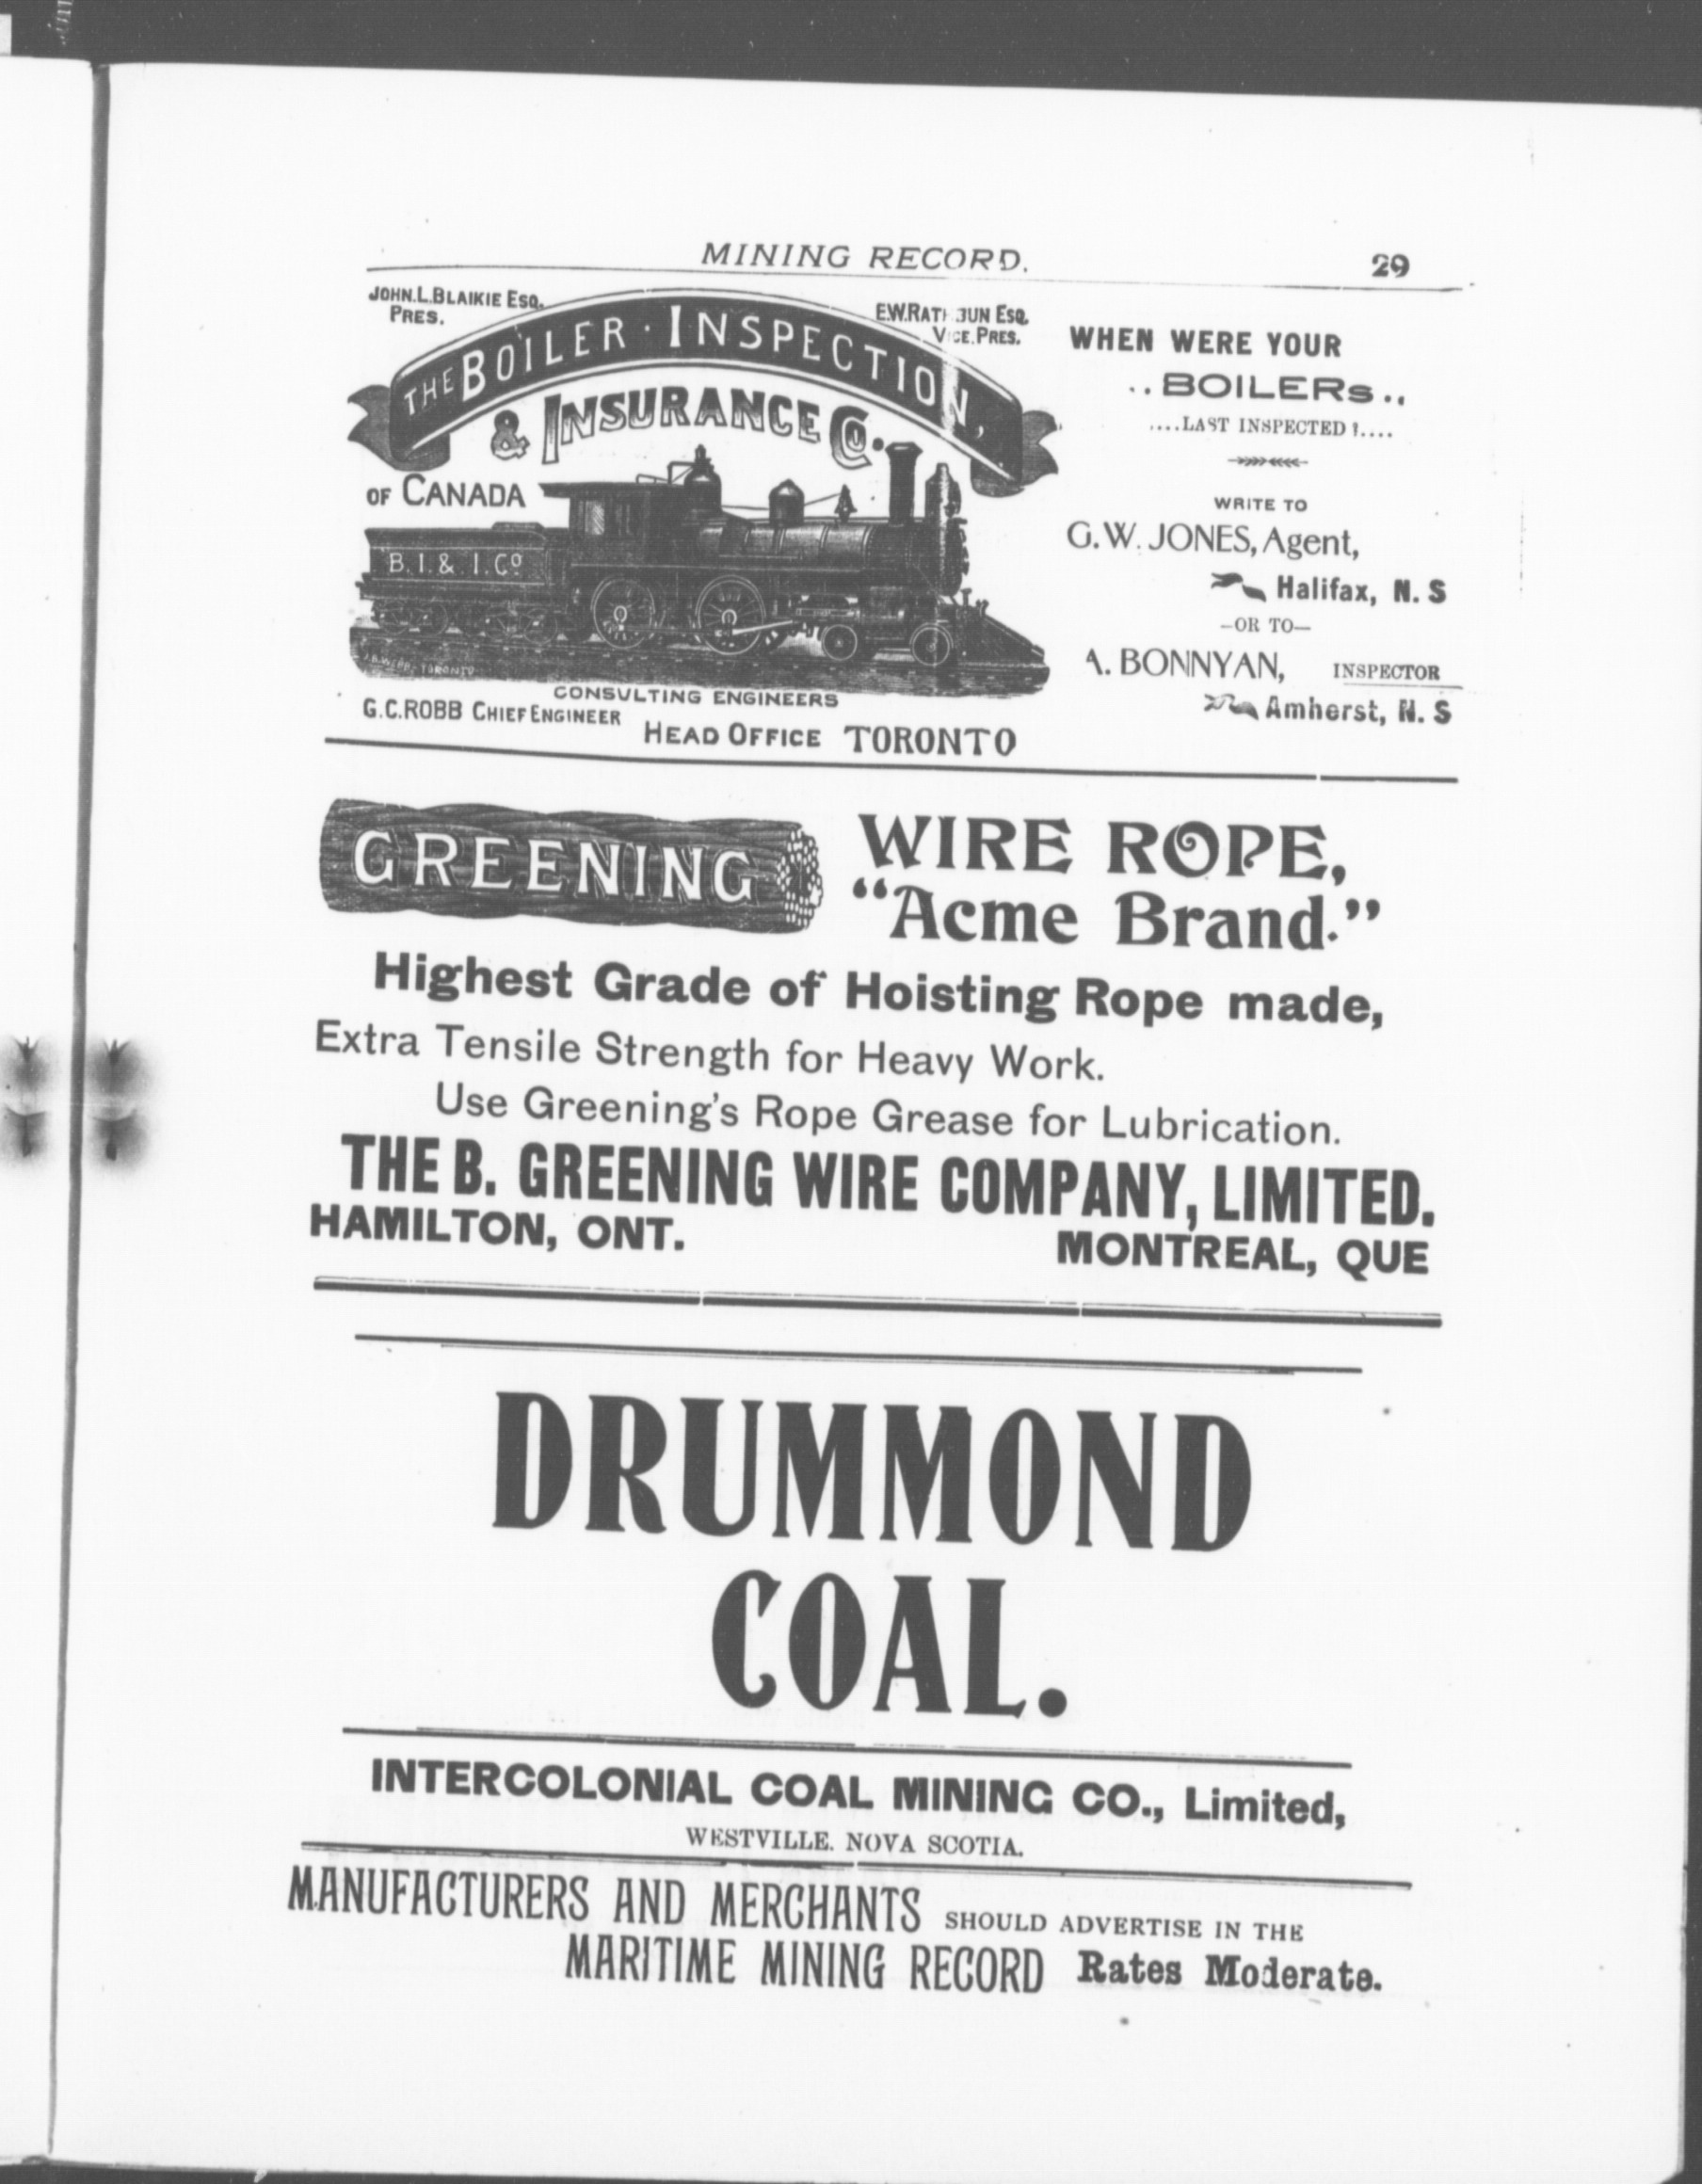 MINING RECORD.
29
JOHN.L.BLAIKIE ESQ.
PRES.
E.W.RATHBUN ESQ.
VICE.PRES.
THE BOILER · INSPECTION,
& INSURANCE Co.
OF CANADA
B. I. & . I. Co
CONSULTING ENGINEERS
G.C.ROBB CHIEF ENGINEER
HEAD OFFICE TORONTO
WHEN WERE YOUR
..BOILERs..
....LAST INSPECTED ?....
WRITE TO
G. W. JONES, Agent,
Halifax, N. S
—OR TO—
A. BONNYAN, INSPECTOR
Amherst, N. S
GREENING
WIRE ROPE,
“Acme Brand.”
Highest Grade of Hoisting Rope made,
Extra Tensile Strength for Heavy Work.
Use Greening's Rope Grease for Lubrication.
THE B. GREENING WIRE COMPANY, LIMITED.
HAMILTON, ONT. MONTREAL, QUE
DRUMMOND
COAL.
INTERCOLONIAL COAL MINING CO., Limited,
WESTVILLE. NOVA SCOTIA.
MANUFACTURERS AND MERCHANTS SHOULD ADVERTISE IN THE
MARITIME MINING RECORD Rates Moderate.